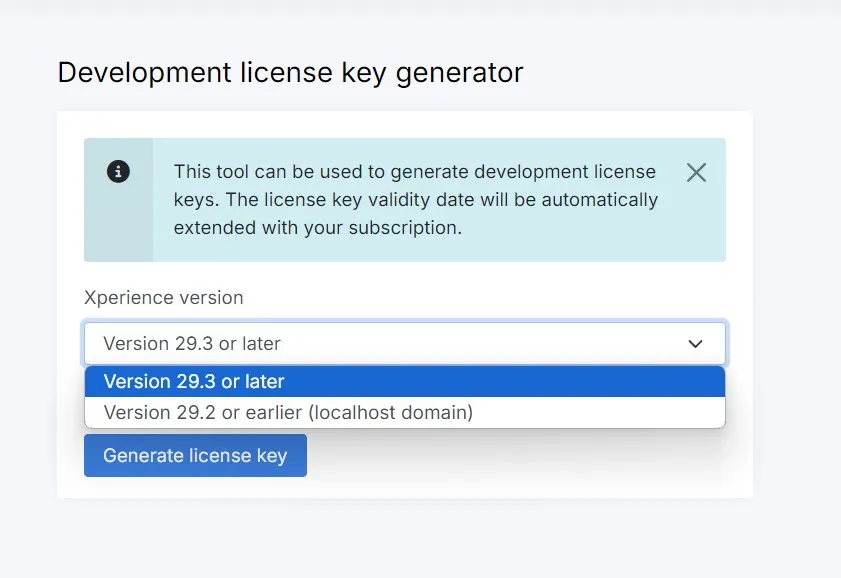 Development license key generator
This tool can be used to generate development license
keys. The license key validity date will be automatically
extended with your subscription.
Xperience version
Version 29.3 or later
Version 29.3 or later
Version 29.2 or earlier (localhost domain)
Generate license key